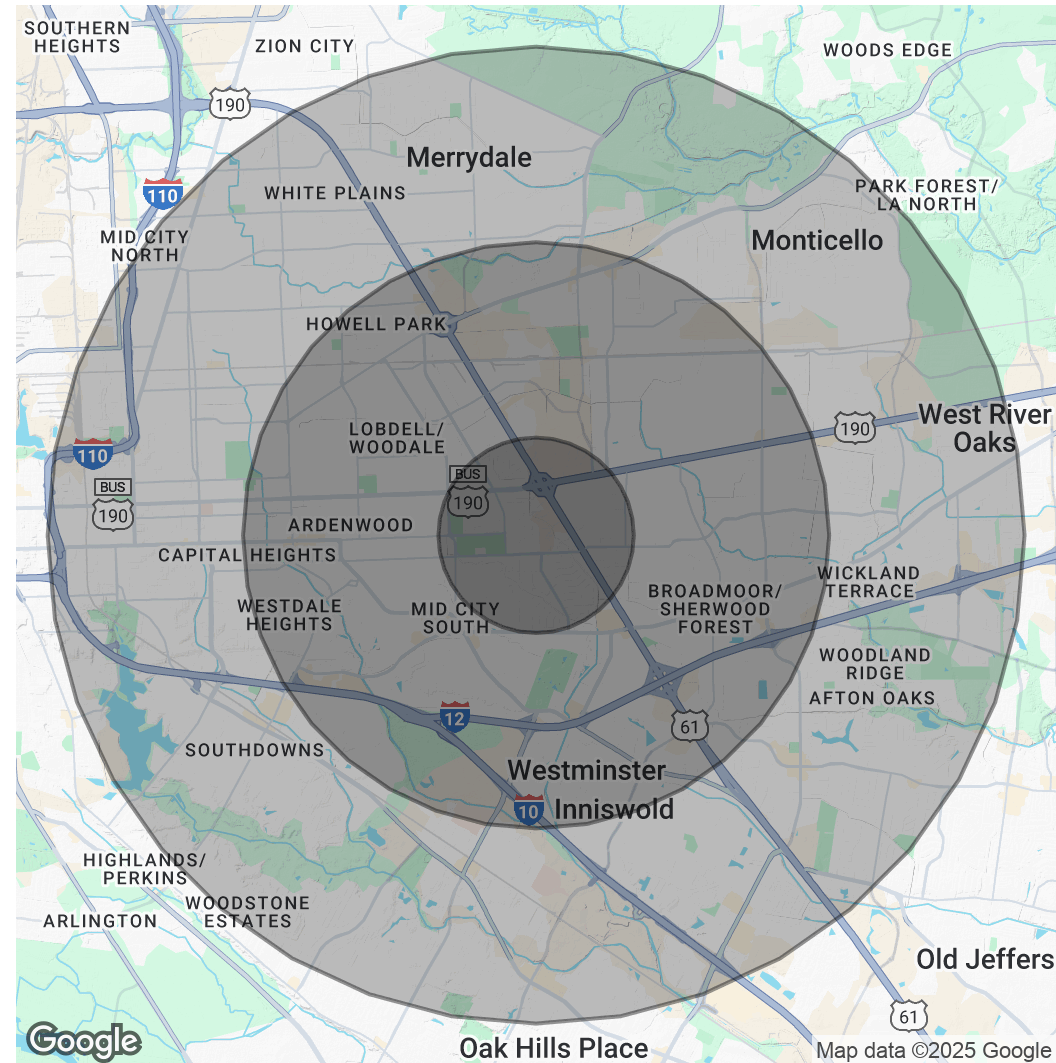 SOUTHERN
HEIGHTS
ZION CITY
WOODS EDGE
190
Merrydale
110
WHITE PLAINS
PARK FOREST/
LA NORTH
MID CITY
NORTH
Monticello
HOWELL PARK
West River
Oaks
190
LOBDELL/
WOODALE
110
BUS
190
BUS
190
ARDENWOOD
CAPITAL HEIGHTS
WICKLAND
TERRACE
BROADMOOR/
SHERWOOD
FOREST
WESTDALE
HEIGHTS
MID CITY
SOUTH
WOODLAND
RIDGE
AFTON OAKS
12
61
SOUTHDOWNS
Westminster
10
Inniswold
HIGHLANDS/
PERKINS
WOODSTONE
ESTATES
ARLINGTON
Old Jeffers
61
Google
Oak Hills Place
Map data ©2025 Google